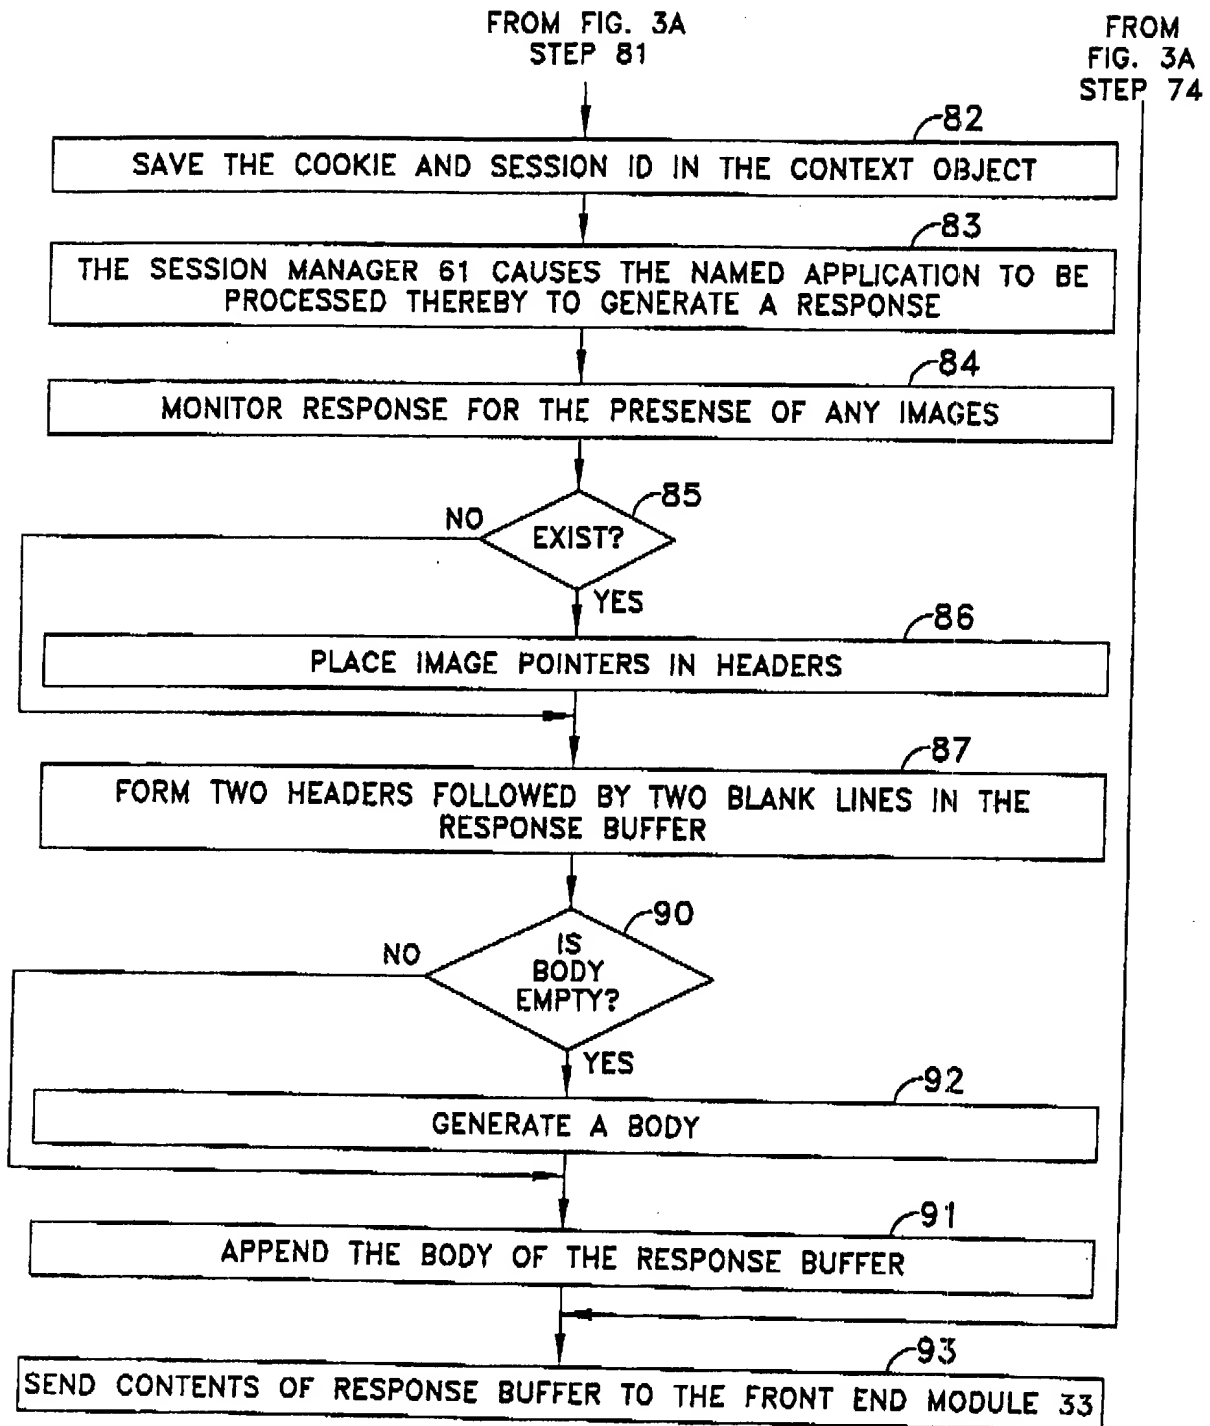 FROM FIG. 3A
STEP 81
FROM
FIG. 3A
STEP 74
82
SAVE THE COOKIE AND SESSION ID IN THE CONTEXT OBJECT
83
THE SESSION MANAGER 61 CAUSES THE NAMED APPLICATION TO BE
PROCESSED THEREBY TO GENERATE A RESPONSE
84
MONITOR RESPONSE FOR THE PRESENSE OF ANY IMAGES
85
NO
EXIST?
YES
86
PLACE IMAGE POINTERS IN HEADERS
87
FORM TWO HEADERS FOLLOWED BY TWO BLANK LINES IN THE
RESPONSE BUFFER
90
NO
IS
BODY
EMPTY?
YES
92
GENERATE A BODY
91
APPEND THE BODY OF THE RESPONSE BUFFER
93
SEND CONTENTS OF RESPONSE BUFFER TO THE FRONT END MODULE 33